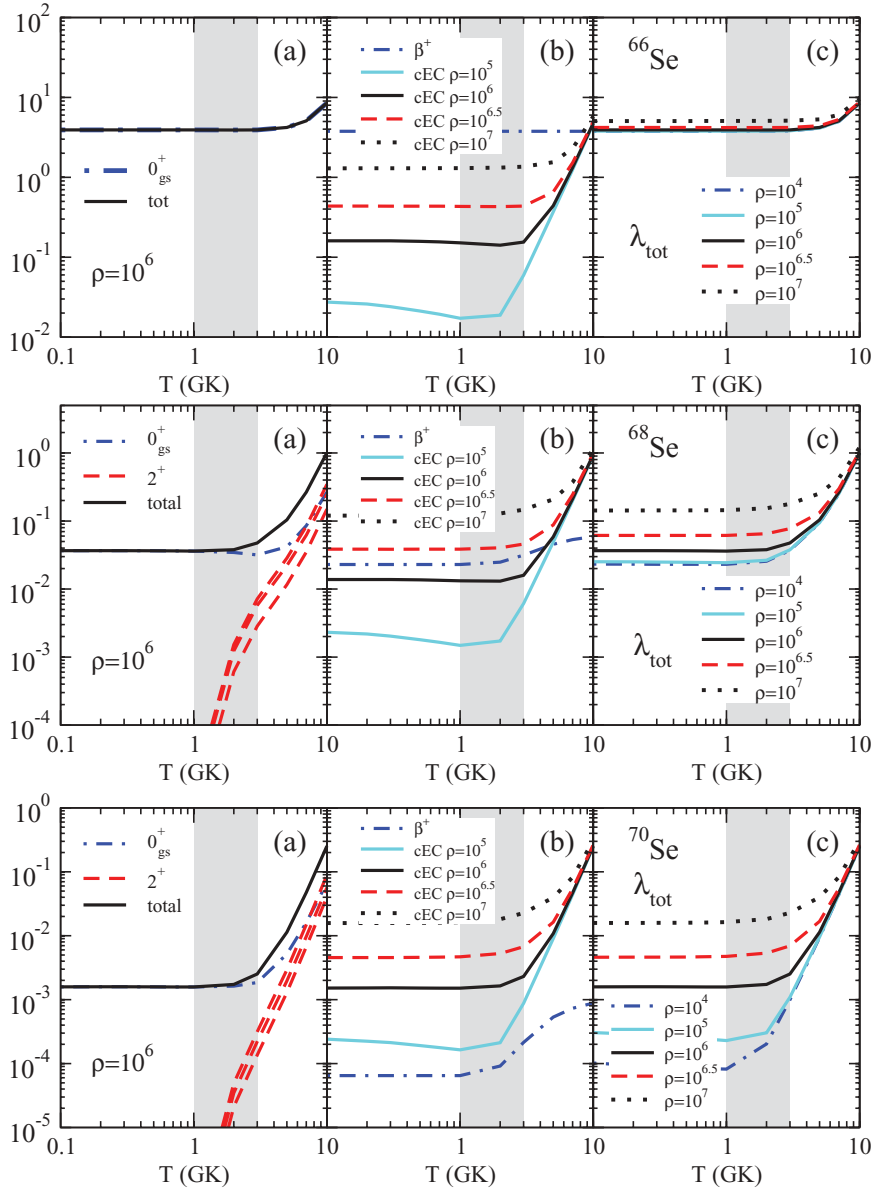 10^2
10^1
10^0
10^-1
10^-2
(a)
0^+_gs
tot
ρ=10^6
(b)
β^+
cEC ρ=10^5
cEC ρ=10^6
cEC ρ=10^6.5
cEC ρ=10^7
^66Se
(c)
λ_tot
ρ=10^4
ρ=10^5
ρ=10^6
ρ=10^6.5
ρ=10^7
0.1 1 10 1 10 1 10
T (GK) T (GK) T (GK)
10^0
10^-1
10^-2
10^-3
10^-4
(a)
0^+_gs
2^+
total
ρ=10^6
(b)
β^+
cEC ρ=10^5
cEC ρ=10^6
cEC ρ=10^6.5
cEC ρ=10^7
^68Se
(c)
λ_tot
ρ=10^4
ρ=10^5
ρ=10^6
ρ=10^6.5
ρ=10^7
0.1 1 10 1 10 1 10
T (GK) T (GK) T (GK)
10^0
10^-1
10^-2
10^-3
10^-4
10^-5
(a)
0^+_gs
2^+
total
ρ=10^6
(b)
β^+
cEC ρ=10^5
cEC ρ=10^6
cEC ρ=10^6.5
cEC ρ=10^7
^70Se
(c)
λ_tot
ρ=10^4
ρ=10^5
ρ=10^6
ρ=10^6.5
ρ=10^7
0.1 1 10 1 10 1 10
T (GK) T (GK) T (GK)